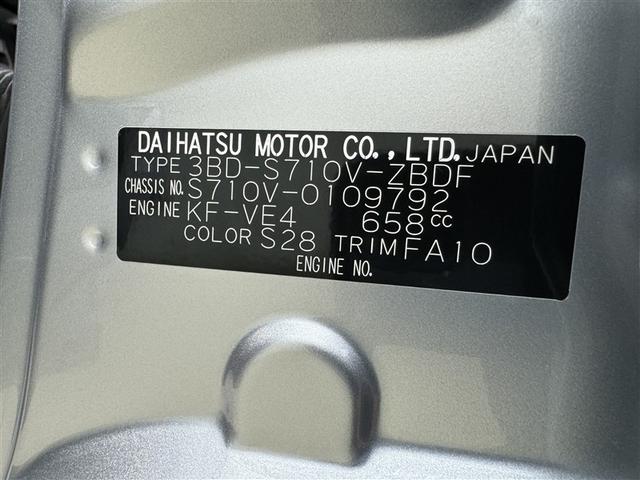 DAIHATSU MOTOR CO., LTD. JAPAN
TYPE 3BD-S710V-ZBDF
CHASSIS NO. S710V-0109792
ENGINE KF-VE4 658cc
COLOR S28 TRIM FA10
ENGINE NO.